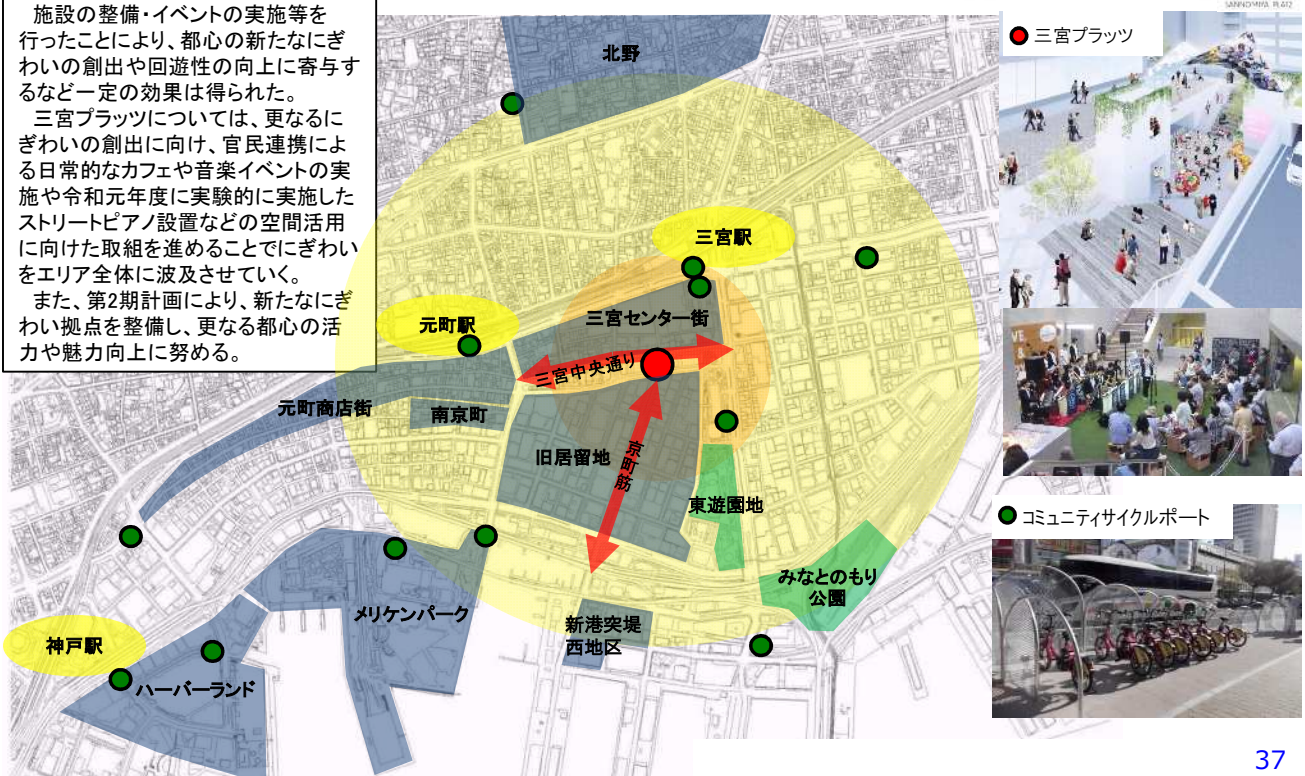 施設の整備・イベントの実施等を
行ったことにより、都心の新たなにぎ
わいの創出や回遊性の向上に寄与す
るなど一定の効果は得られた。
三宮プラッツについては、更なるに
ぎわいの創出に向け、官民連携によ
る日常的なカフェや音楽イベントの実
施や令和元年度に実験的に実施した
ストリートピアノ設置などの空間活用
に向けた取組を進めることでにぎわい
をエリア全体に波及させていく。
また、第2期計画により、新たなにぎ
わい拠点を整備し、更なる都心の活
力や魅力向上に努める。
SANNOMIYA PLATZ
三宮プラッツ
北野
三宮駅
元町駅
三宮センター街
三宮中央通り
元町商店街
南京町
旧居留地
京町筋
東遊園地
コミュニティサイクルポート
みなとのもり
公園
メリケンパーク
新港突堤
西地区
神戸駅
ハーバーランド
37